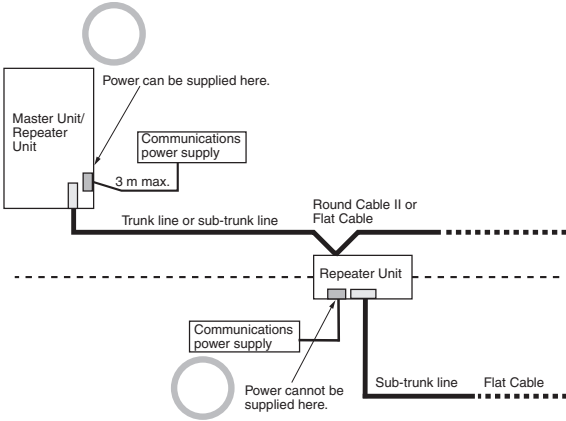 Power can be supplied here.
Master Unit/
Repeater
Unit
Communications
power supply
3 m max.
Trunk line or sub-trunk line
Round Cable II or
Flat Cable
Repeater Unit
Communications
power supply
Power cannot be
supplied here.
Sub-trunk line
Flat Cable